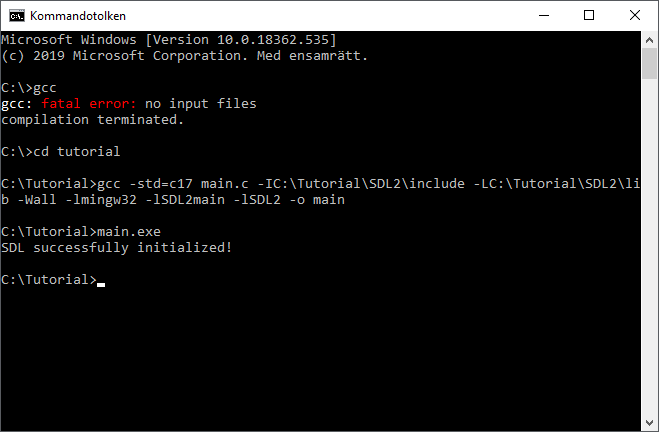 Kommandotolken
Microsoft Windows [Version 10.0.18362.535]
(c) 2019 Microsoft Corporation. Med ensamrätt.
C:\>gcc
gcc: fatal error: no input files
compilation terminated.
C:\>cd tutorial
C:\Tutorial>gcc -std=c17 main.c -IC:\Tutorial\SDL2\include -LC:\Tutorial\SDL2\li
b -Wall -lmingw32 -lSDL2main -lSDL2 -o main
C:\Tutorial>main.exe
SDL successfully initialized!
C:\Tutorial>